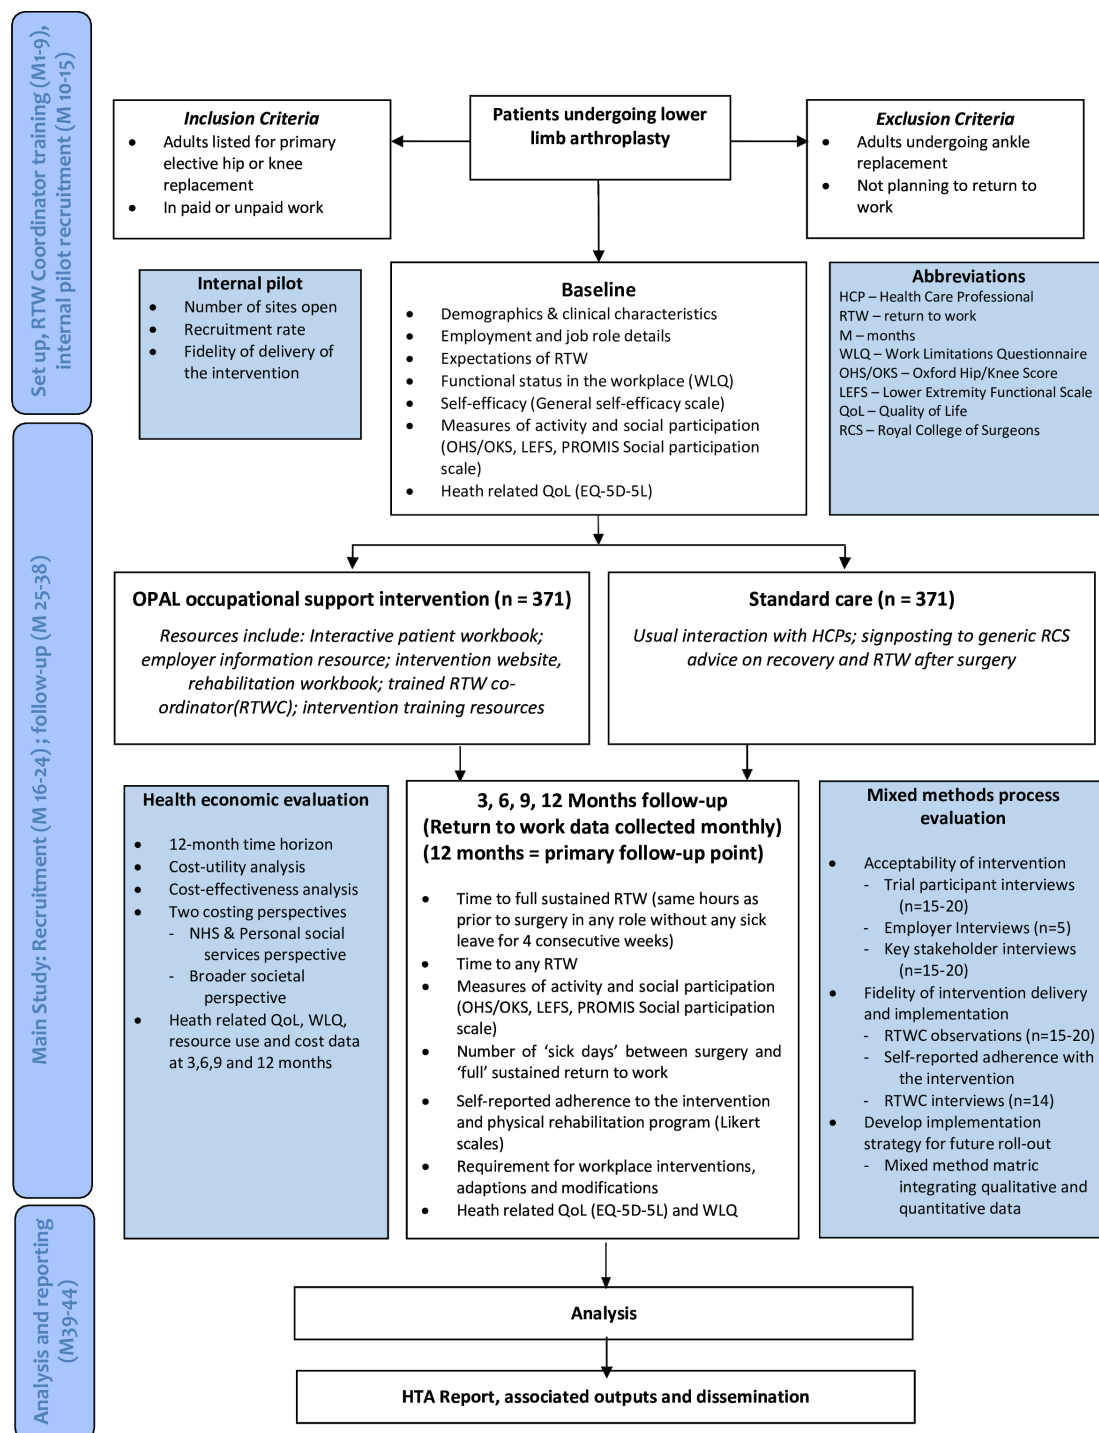 Set up, RTW Coordinator training (M1-9),
internal pilot recruitment (M 10-15)
Patients undergoing lower
limb arthroplasty
Inclusion Criteria
● Adults listed for primary
elective hip or knee
replacement
● In paid or unpaid work
Exclusion Criteria
● Adults undergoing ankle
replacement
● Not planning to return to
work
Internal pilot
● Number of sites open
● Recruitment rate
● Fidelity of delivery of
the intervention
Baseline
● Demographics & clinical characteristics
● Employment and job role details
● Expectations of RTW
● Functional status in the workplace (WLQ)
● Self-efficacy (General self-efficacy scale)
● Measures of activity and social participation
(OHS/OKS, LEFS, PROMIS Social participation
scale)
● Heath related QoL (EQ-5D-5L)
Abbreviations
HCP – Health Care Professional
RTW – return to work
M – months
WLQ – Work Limitations Questionnaire
OHS/OKS – Oxford Hip/Knee Score
LEFS – Lower Extremity Functional Scale
QoL – Quality of Life
RCS – Royal College of Surgeons
Main Study: Recruitment (M 16-24) ; follow-up (M 25-38)
OPAL occupational support intervention (n = 371)
Resources include: Interactive patient workbook;
employer information resource; intervention website,
rehabilitation workbook; trained RTW co-
ordinator(RTWC); intervention training resources
Standard care (n = 371)
Usual interaction with HCPs; signposting to generic RCS
advice on recovery and RTW after surgery
Health economic evaluation
● 12-month time horizon
● Cost-utility analysis
● Cost-effectiveness analysis
● Two costing perspectives
- NHS & Personal social
services perspective
- Broader societal
perspective
● Heath related QoL, WLQ,
resource use and cost data
at 3,6,9 and 12 months
3, 6, 9, 12 Months follow-up
(Return to work data collected monthly)
(12 months = primary follow-up point)
● Time to full sustained RTW (same hours as
prior to surgery in any role without any sick
leave for 4 consecutive weeks)
● Time to any RTW
● Measures of activity and social participation
(OHS/OKS, LEFS, PROMIS Social participation
scale)
● Number of ‘sick days’ between surgery and
‘full’ sustained return to work
● Self-reported adherence to the intervention
and physical rehabilitation program (Likert
scales)
● Requirement for workplace interventions,
adaptions and modifications
● Heath related QoL (EQ-5D-5L) and WLQ
Mixed methods process
evaluation
● Acceptability of intervention
- Trial participant interviews
(n=15-20)
- Employer Interviews (n=5)
- Key stakeholder interviews
(n=15-20)
● Fidelity of intervention delivery
and implementation
- RTWC observations (n=15-20)
- Self-reported adherence with
the intervention
- RTWC interviews (n=14)
● Develop implementation
strategy for future roll-out
- Mixed method matric
integrating qualitative and
quantitative data
Analysis and reporting
(M39-44)
Analysis
HTA Report, associated outputs and dissemination